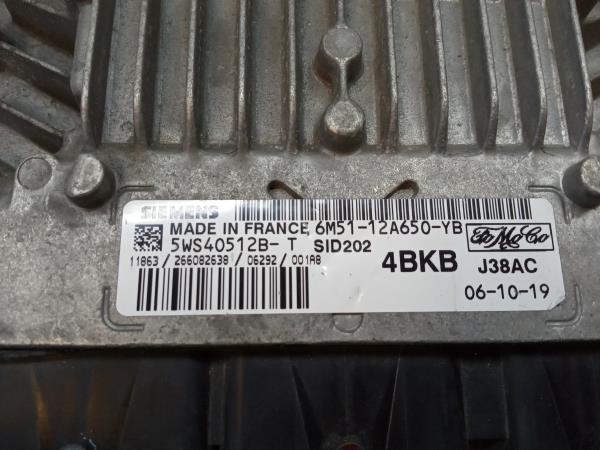 SIEMENS
MADE IN FRANCE 6M51-12A650-YB
5WS40512B- T SID202
11863 / 266082638 / 06292 / 001A8
4BKB
FoMoCo
J38AC
06-10-19